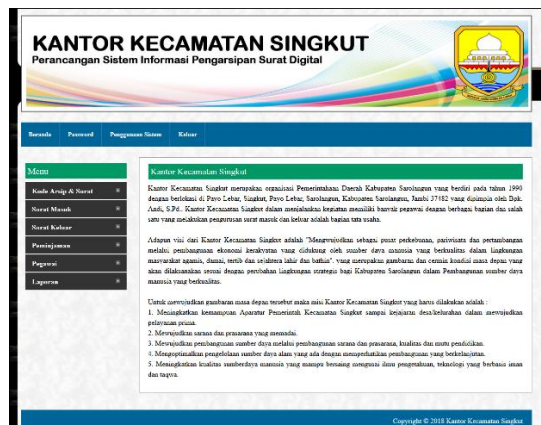 KANTOR KECAMATAN SINGKUT
Perancangan Sistem Informasi Pengarsipan Surat Digital
Beranda Password Pengguna Sistem Keluar
Menu
Kode Arsip & Surat
Surat Masuk
Surat Keluar
Peminjaman
Pegawai
Laporan
Kantor Kecamatan Singkut
Kantor Kecamatan Singkut merupakan organisasi Pemerintahaan Daerah Kabupaten Sarolangun yang berdiri pada tahun 1990
dengan berlokasi di Payo Lebar, Singkut, Payo Lebar, Sarolangun, Kabupaten Sarolangun, Jambi 37482 yang dipimpin oleh Bpk.
Andi, S.Pd. Kantor Kecamatan Singkut dalam menjalankan kegiatan memiliki banyak pegawai dengan berbagai bagian dan salah
satu yang melakukan pengurusan surat masuk dan keluar adalah bagian tata usaha.
Adapun visi dari Kantor Kecamatan Singkut adalah "Mengwujudkan sebagai pusat perkebunan, pariwisata dan pertambangan
melalui pembangunan ekonomi kerakyatan yang didukung oleh sumber daya manusia yang berkualitas dalam lingkungan
masyarakat agamis, damai, tertib dan sejahtera lahir dan bathin". yang merupakan gambaran dan cermin kondisi masa depan yang
akan dilaksanakan sesuai dengan perubahan lingkungan strategis bagi Kabupaten Sarolangun dalam Pembangunan sumber daya
manusia yang berkualitas.
Untuk mewujudkan gambaran masa depan tersebut maka misi Kantor Kecamatan Singkut yang harus dilakukan adalah :
1. Meningkatkan kemampuan Aparatur Pemerintah Kecamatan Singkut sampai kejajaran desa/kelurahan dalam mewujudkan
pelayanan prima.
2. Mewujudkan sarana dan prasarana yang memadai.
3. Mewujudkan pembangunan sumber daya melalui pembangunan sarana dan prasarana, kualitas dan mutu pendidikan.
4. Mengoptimalkan pengelolaan sumber daya alam yang ada dengan memperhatikan pembangunan yang berkelanjutan.
5. Meningkatkan kualitas sumberdaya manusia yang mampu bersaing menguasai ilmu pengetahuan, teknologi yang berbasis iman
dan taqwa.
Copyright © 2018 Kantor Kecamatan Singkut